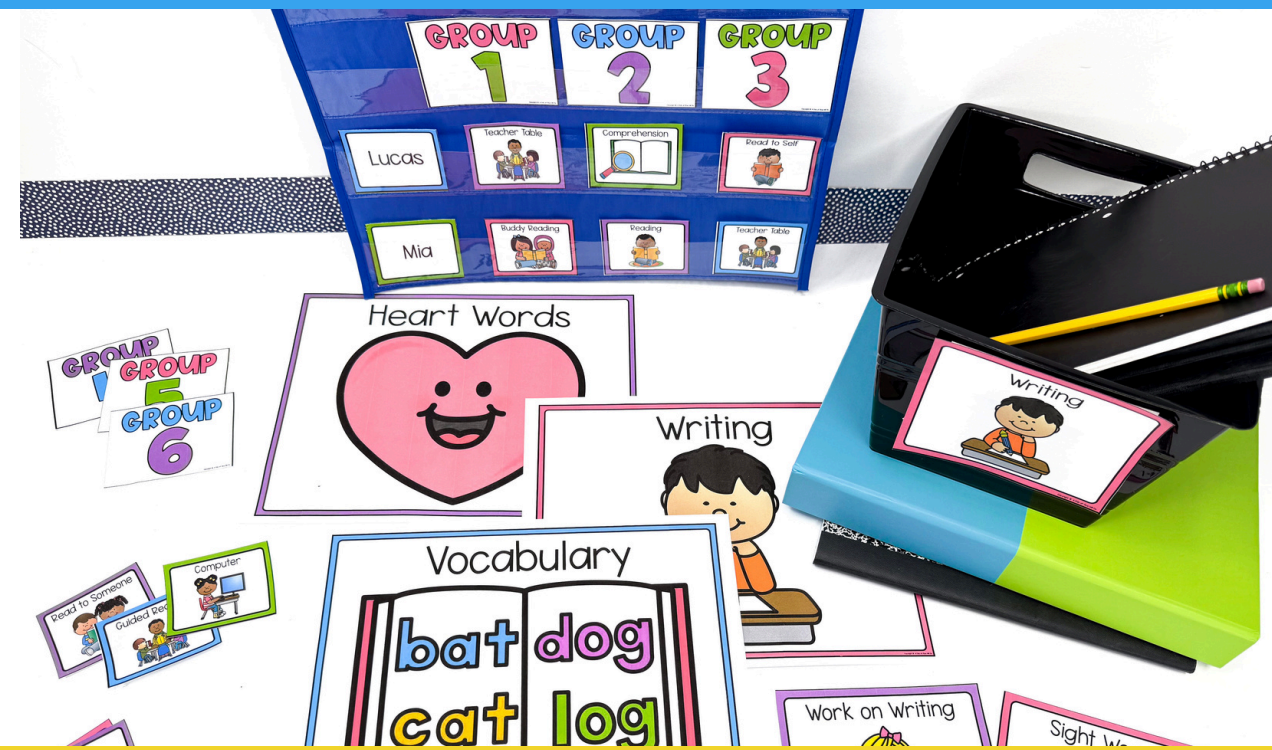 GROUP GROUP GROUP
1 2 3
Lucas
Teacher Table
Comprehension
Read to Self
Mia
Buddy Reading
Reading
Teacher Table
Heart Words
GROUP
GROUP
5
GROUP
6
Writing
Writing
Vocabulary
bat dog
cat log
Read to Someone
Guided
Computer
Work on Writing
Sight